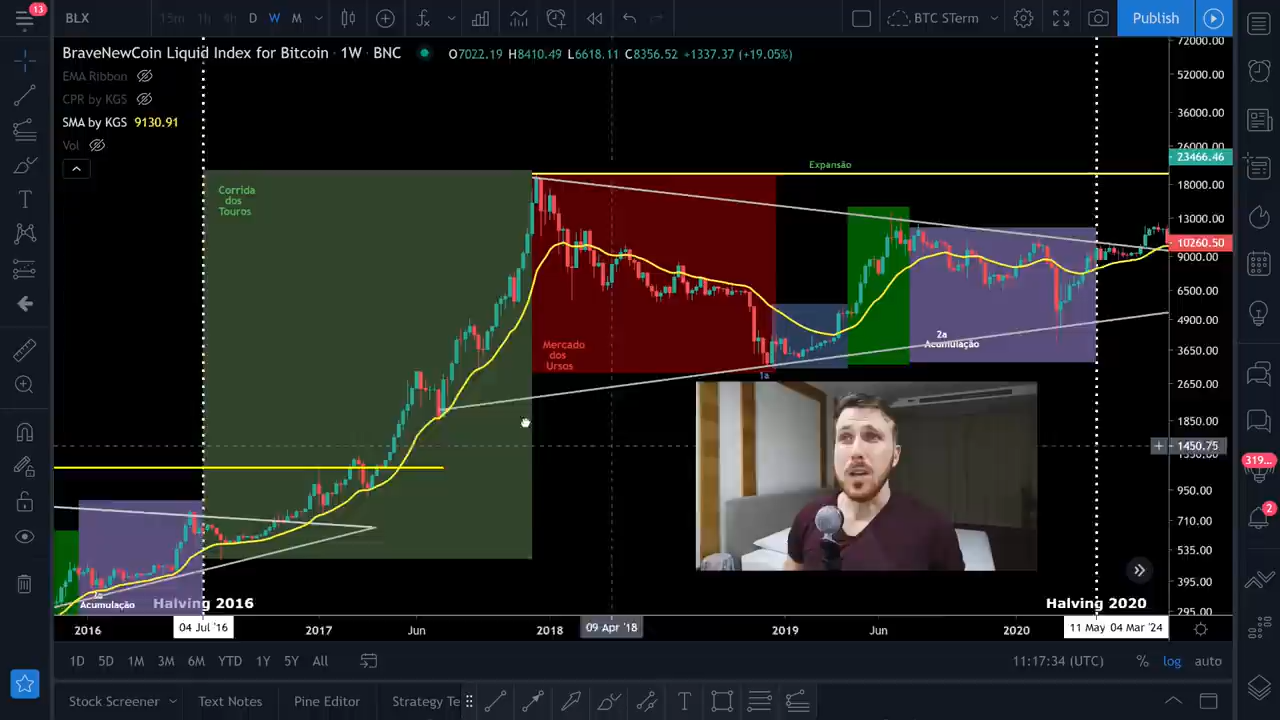 13
BLX
15m 1h 4h D W M
BTC STerm
Publish
BraveNewCoin Liquid Index for Bitcoin · 1W · BNC
O7022.19 H8410.49 L6618.11 C8356.52 +1337.37 (+19.05%)
EMA Ribbon
CPR by KGS
SMA by KGS 9130.91
Vol
Corrida
dos
Touros
Expansão
Mercado
dos
Ursos
1a
2a
Acumulação
Acumulação
Halving 2016
Halving 2020
72000.00
52000.00
36000.00
26000.00
23466.46
18000.00
13000.00
10260.50
9000.00
6500.00
4900.00
3650.00
2650.00
1850.00
1450.75
950.00
710.00
535.00
395.00
295.00
319...
2
2016
04 Jul '16
2017
Jun
2018
09 Apr '18
2019
Jun
2020
11 May
04 Mar '24
1D 5D 1M 3M 6M YTD 1Y 5Y All
11:17:34 (UTC)
% log auto
Stock Screener
Text Notes
Pine Editor
Strategy Te